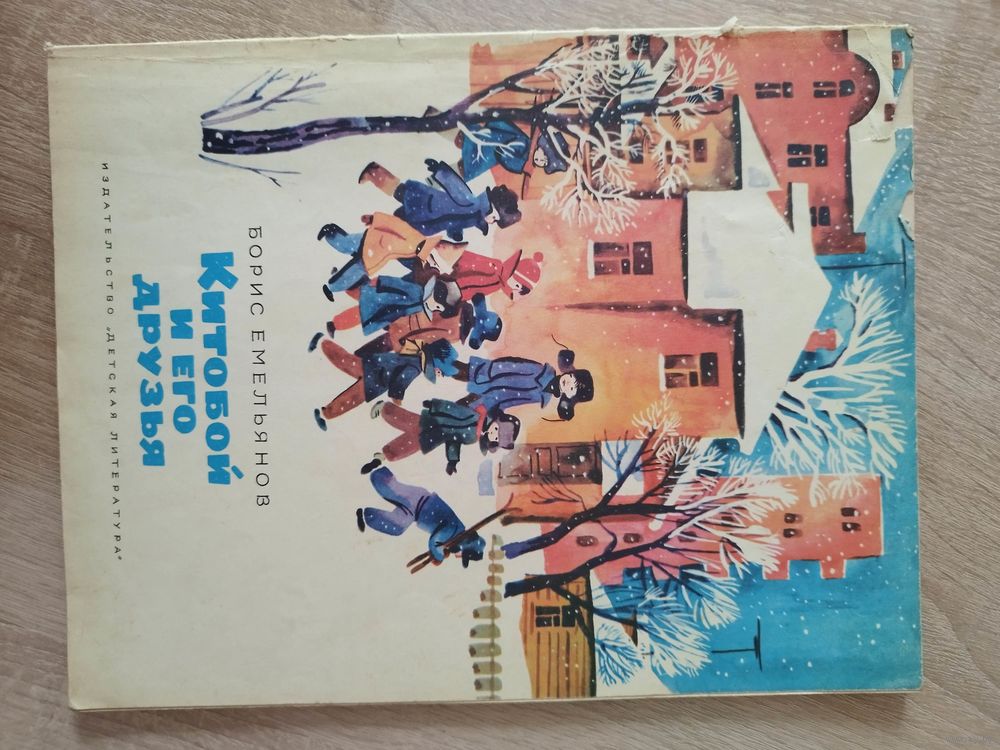 БОРИС ЕМЕЛЬЯНОВ
КИТОБОЙ
И ЕГО
ДРУЗЬЯ
ИЗДАТЕЛЬСТВО „ДЕТСКАЯ ЛИТЕРАТУРА"